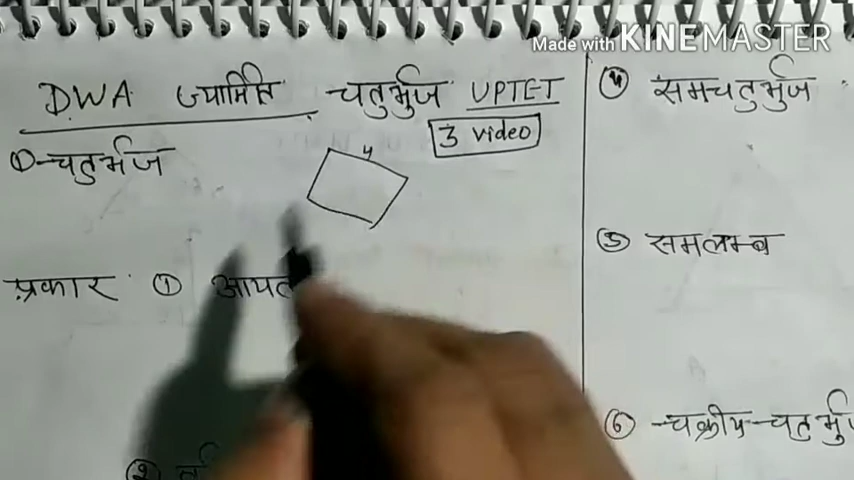 Made with KINEMASTER
DWA ज्यामिति चतुर्भुज UPTET
3 video
① चतुर्भुज
4
प्रकार ①
②
④ समचतुर्भुज
⑤ समलम्ब
⑥ चक्रीय चतुर्भुज